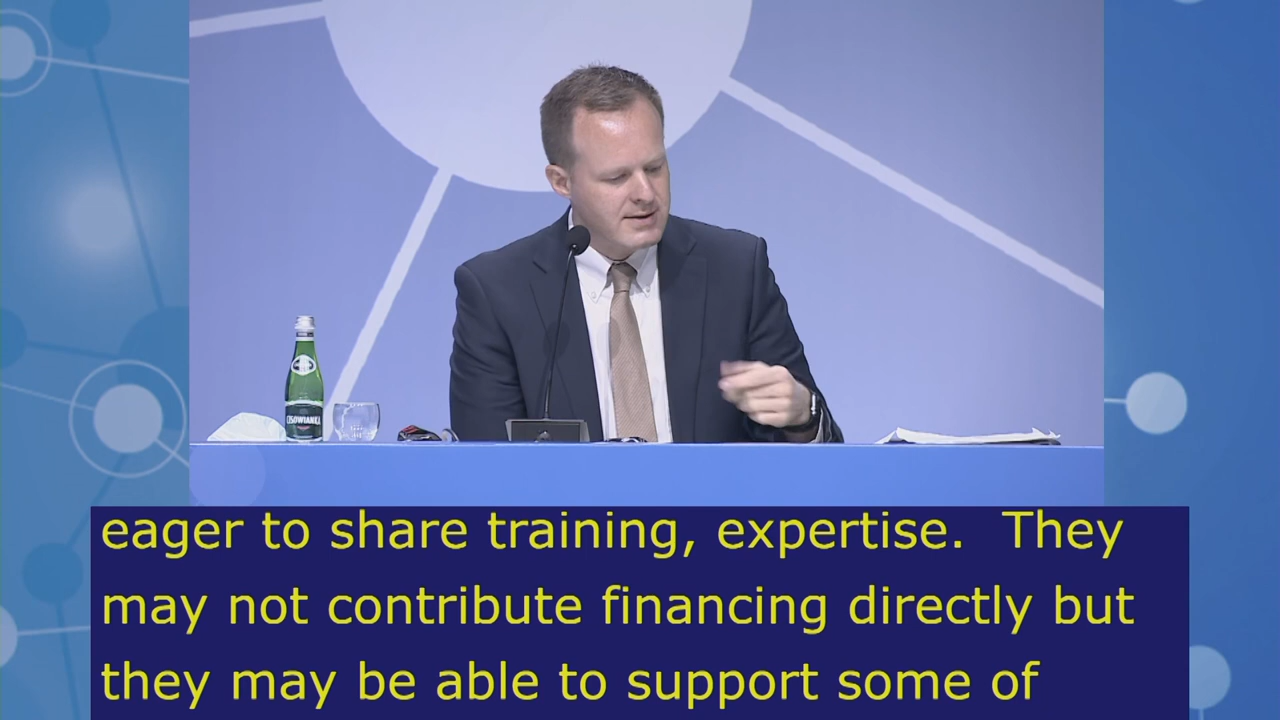 CISOWIANKA
eager to share training, expertise.  They
may not contribute financing directly but
they may be able to support some of